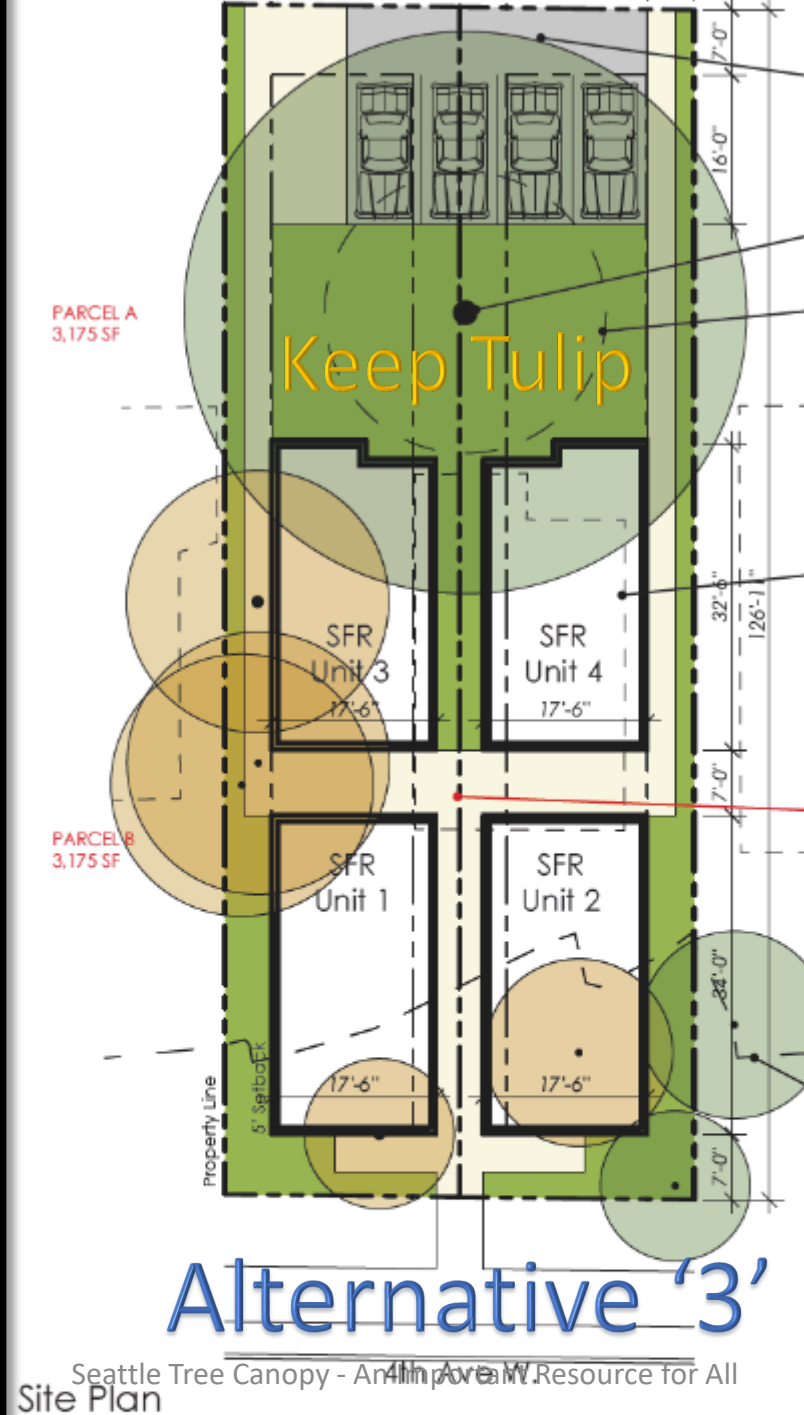 7'-0"
16'-0"
PARCEL A
3,175 SF
Keep Tulip
32'-6"
126'-11"
SFR
Unit 3
17'-6"
SFR
Unit 4
17'-6"
7'-0"
PARCEL B
3,175 SF
SFR
Unit 1
SFR
Unit 2
34'-0"
17'-6"
17'-6"
5' Setback
Property Line
7'-0"
Alternative ‘3’
4th Ave W.
Seattle Tree Canopy - An Important Resource for All
Site Plan